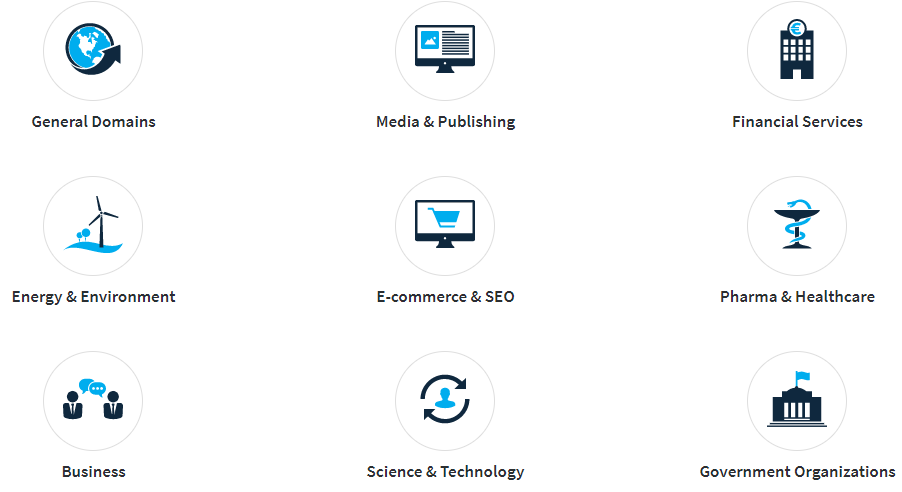 General Domains
Media & Publishing
Financial Services
Energy & Environment
E-commerce & SEO
Pharma & Healthcare
Business
Science & Technology
Government Organizations